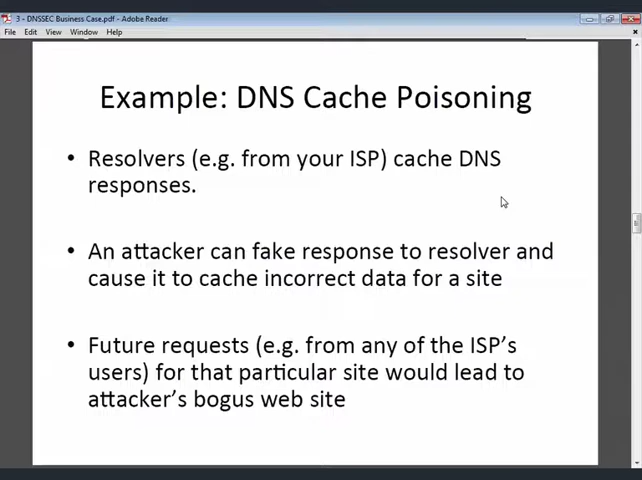 3 - DNSSEC Business Case.pdf - Adobe Reader
File Edit View Window Help
Example: DNS Cache Poisoning
• Resolvers (e.g. from your ISP) cache DNS
responses.
• An attacker can fake response to resolver and
cause it to cache incorrect data for a site
• Future requests (e.g. from any of the ISP’s
users) for that particular site would lead to
attacker’s bogus web site